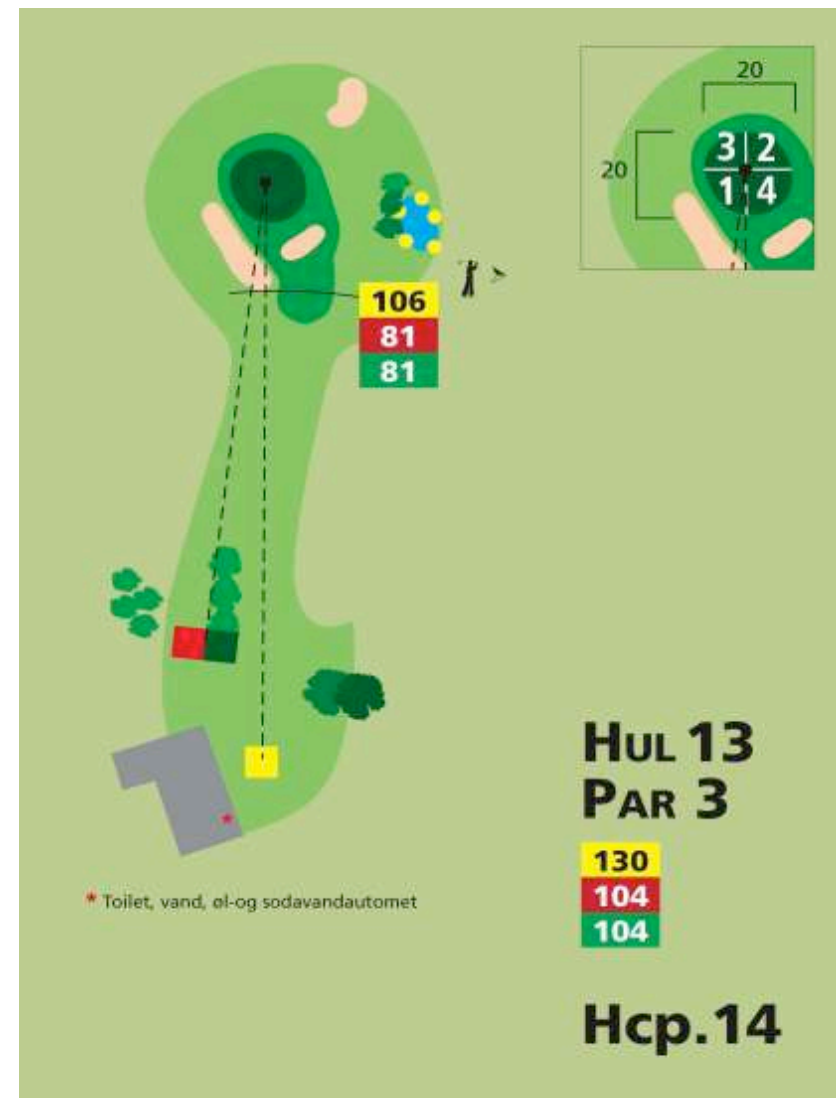 20
20
3 2
1 4
106
81
81
HUL 13
PAR 3
130
104
104
* Toilet, vand, øl-og sodavandautomet
Hcp.14